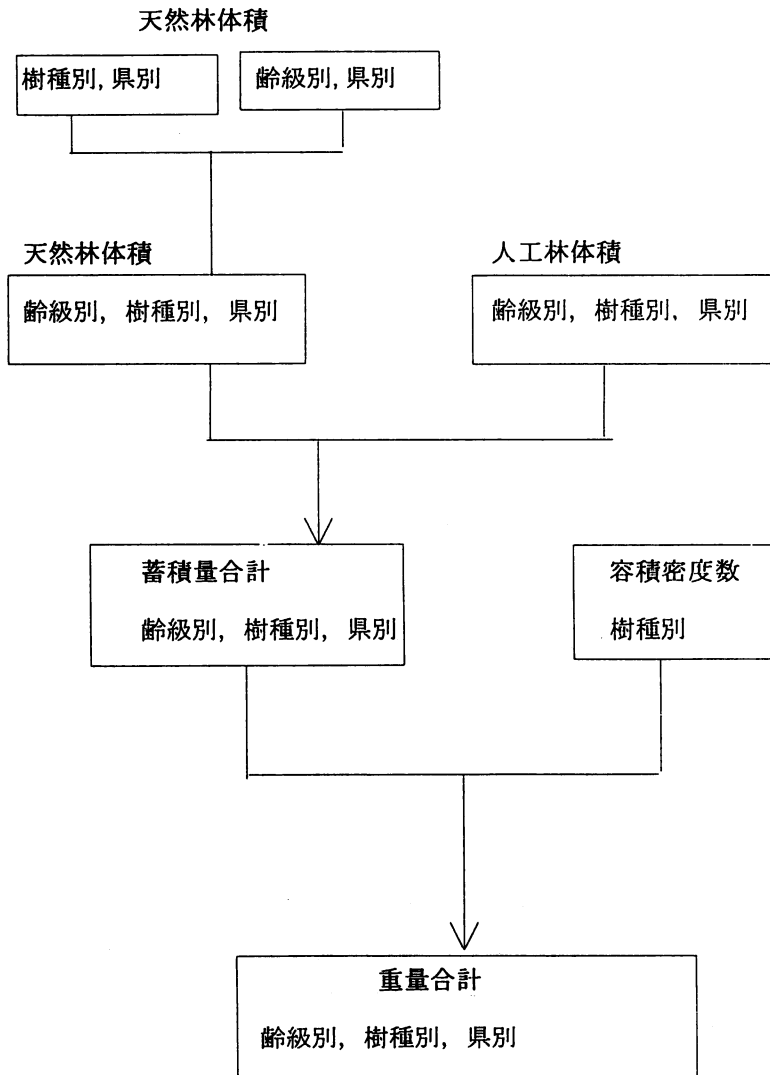 天然林体積
樹種別, 県別
齢級別, 県別
天然林体積
齢級別, 樹種別, 県別
人工林体積
齢級別, 樹種別, 県別
蓄積量合計
齢級別, 樹種別, 県別
容積密度数
樹種別
重量合計
齢級別, 樹種別, 県別